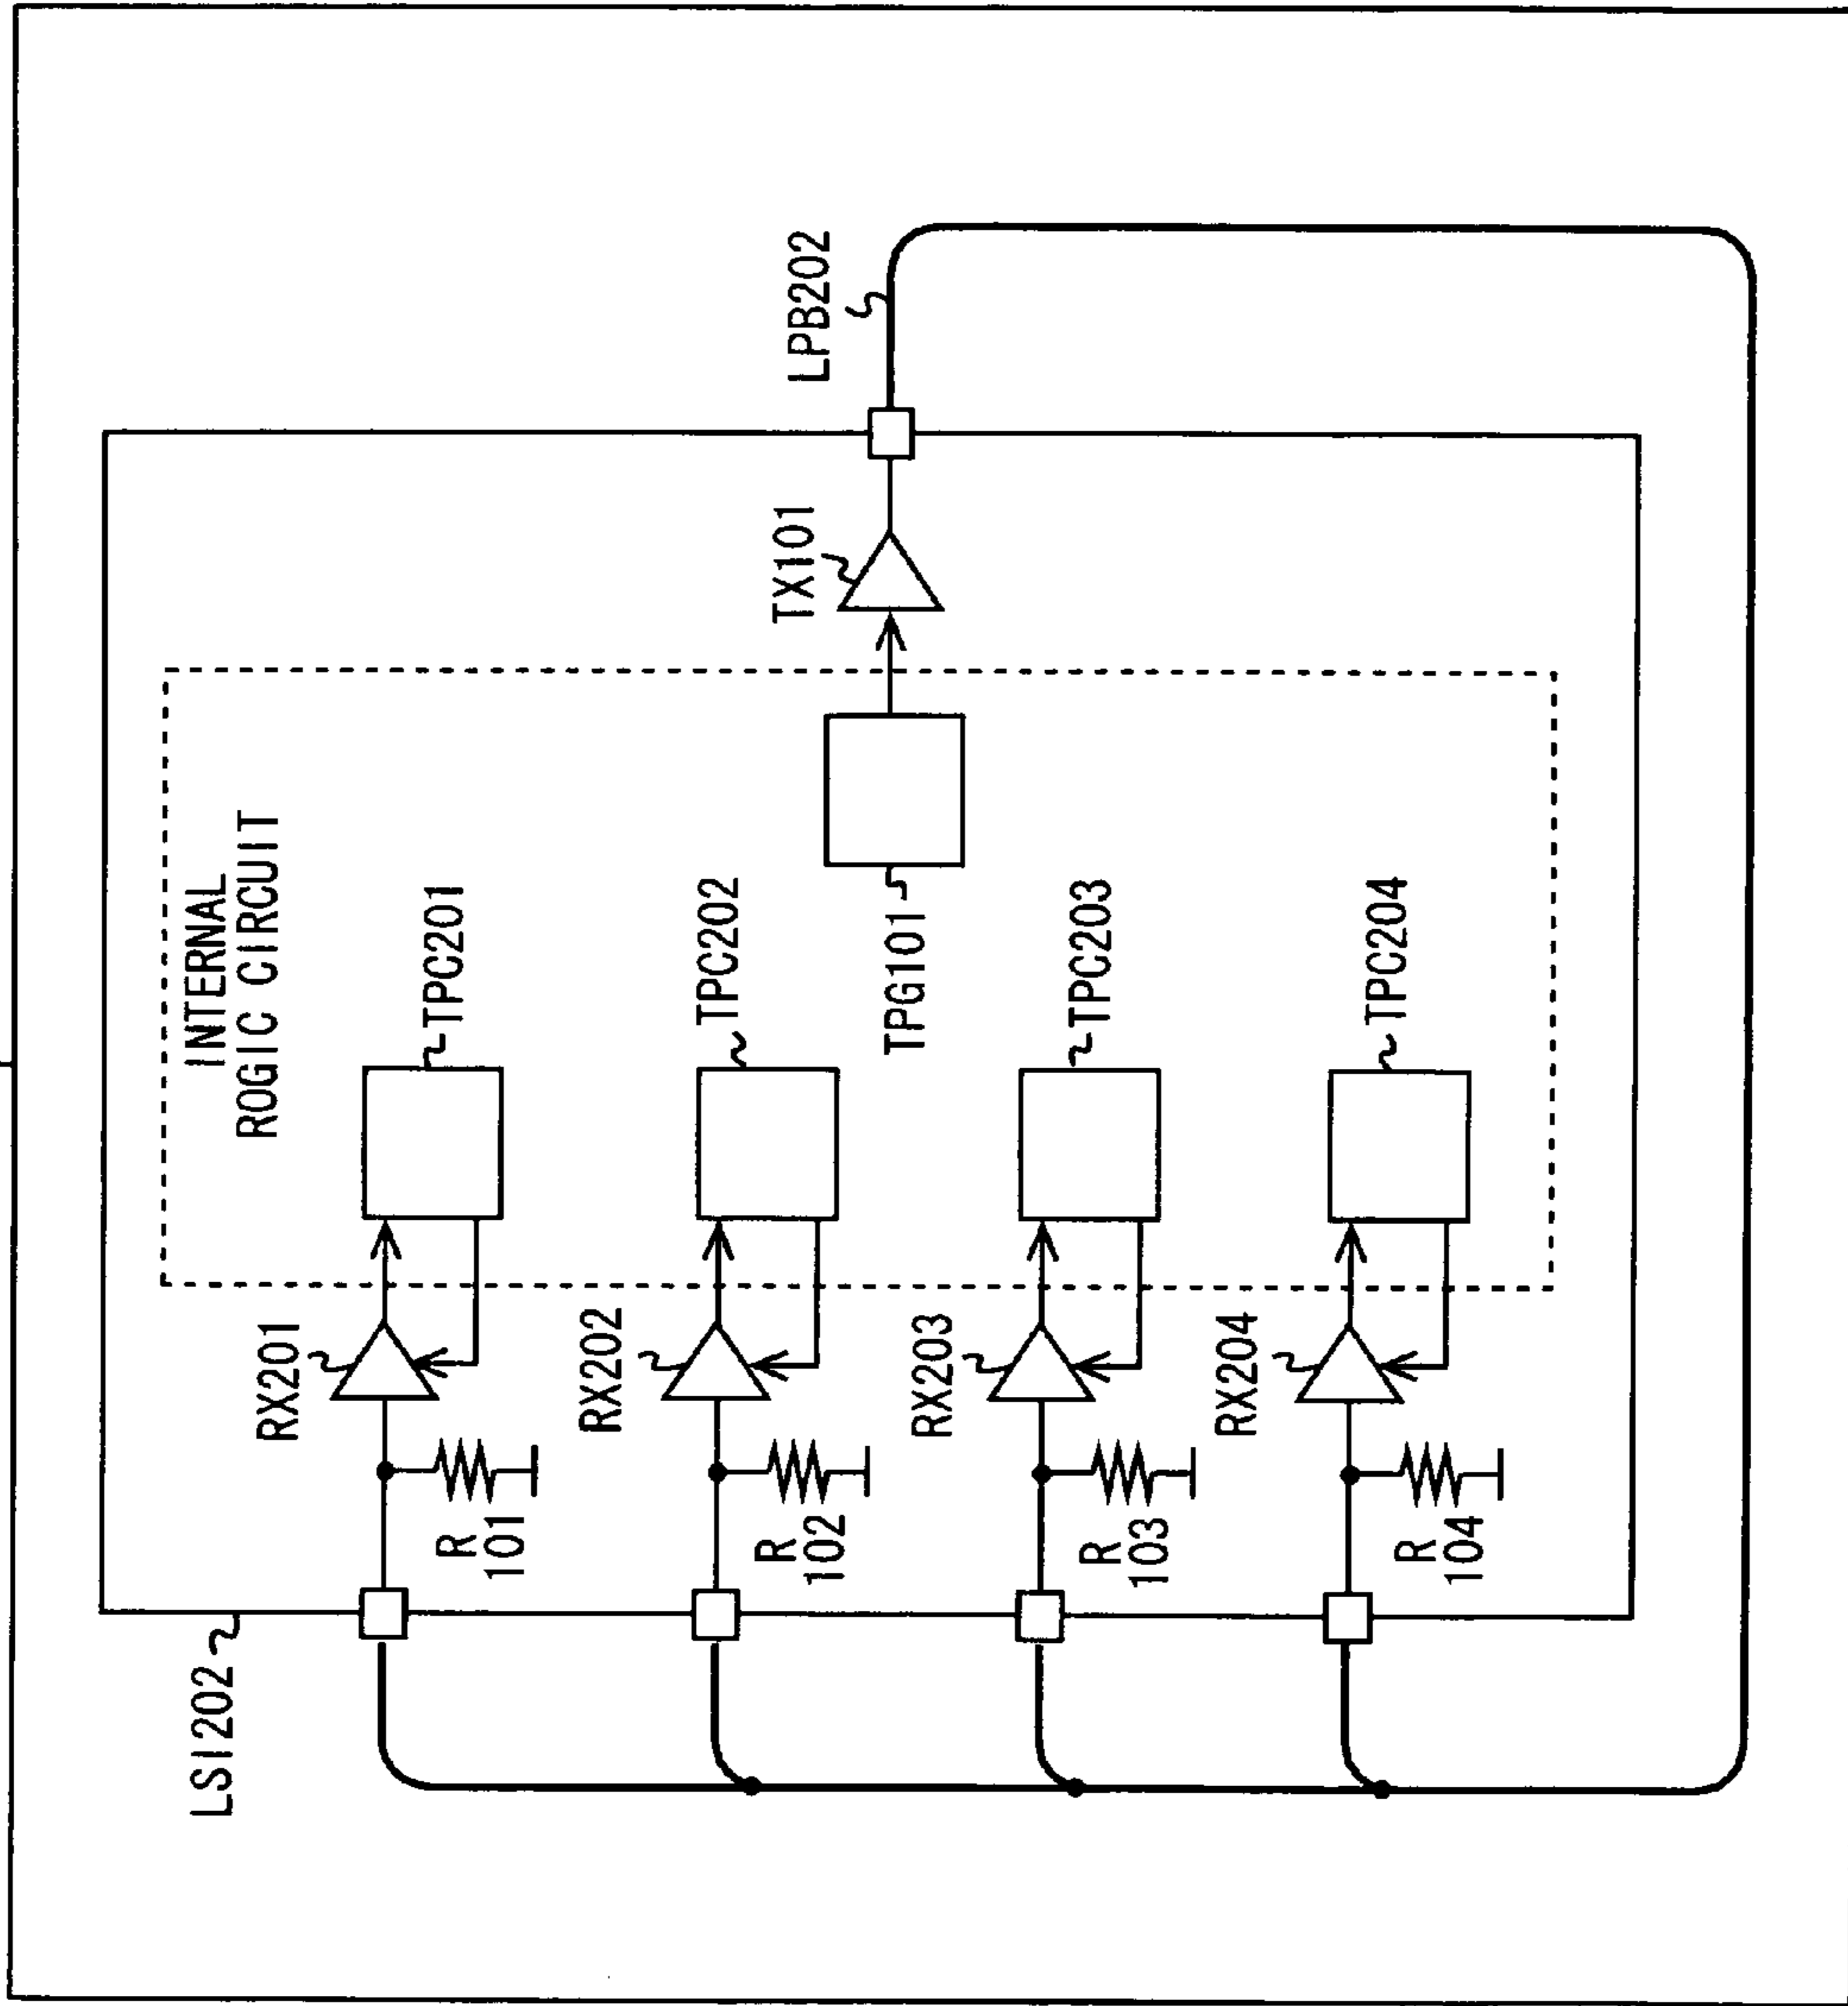 LSI202
INTERNAL
ROGIC CIRCUIT
RX201
R
101
TPC201
RX202
R
102
TPC202
LPB202
TX101
TPG101
RX203
R
103
TPC203
RX204
R
104
TPC204